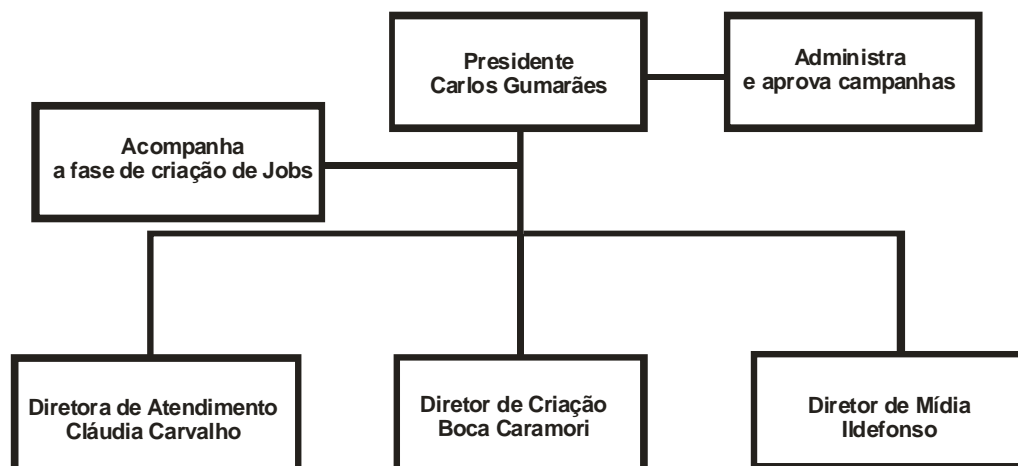 Presidente
Carlos Gumarães
Administra
e aprova campanhas
Acompanha
a fase de criação de Jobs
Diretora de Atendimento
Cláudia Carvalho
Diretor de Criação
Boca Caramori
Diretor de Mídia
Ildefonso